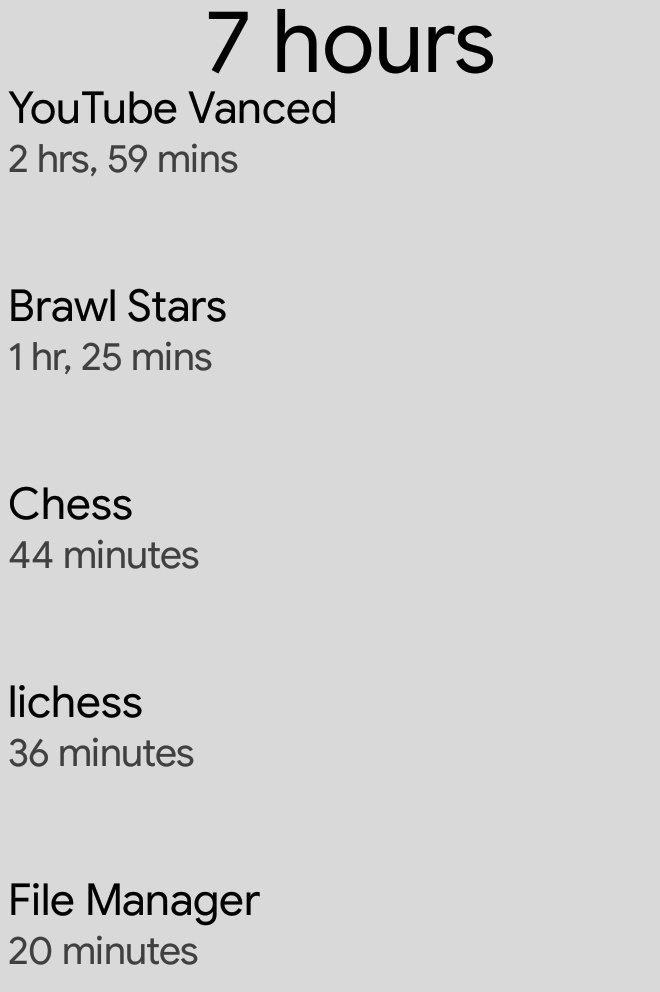 7 hours
YouTube Vanced
2 hrs, 59 mins
Brawl Stars
1 hr, 25 mins
Chess
44 minutes
lichess
36 minutes
File Manager
20 minutes